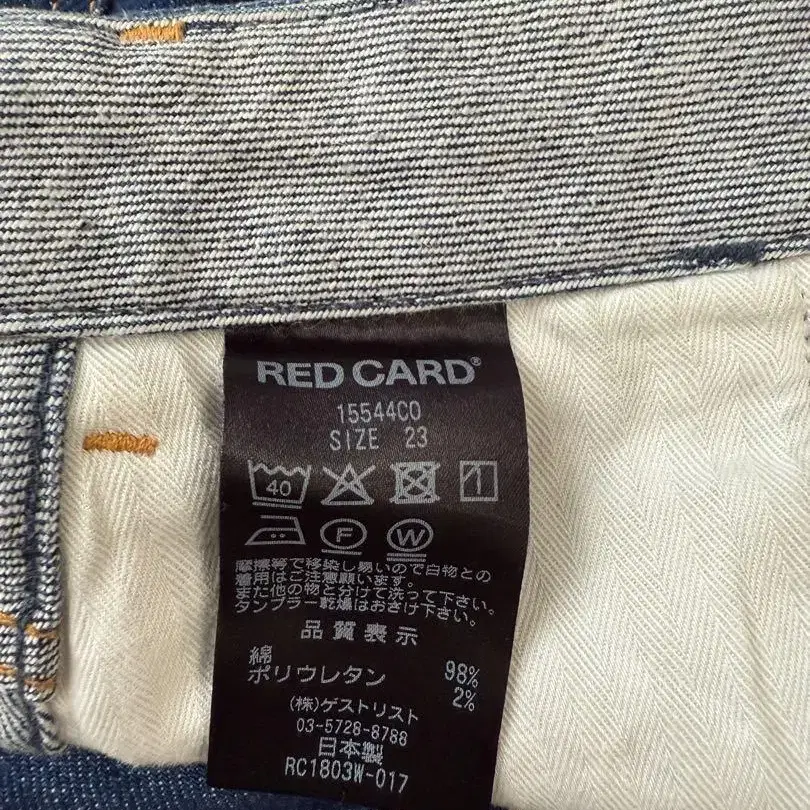 RED CARD®
15544CO
SIZE 23
40
F W
摩擦等で移染し易いので白物との
着用はご注意願います。
また他の物と分けて洗って下さい。
タンブラー乾燥はおさけ下さい。
品質表示
綿 98%
ポリウレタン 2%
(株)ゲストリスト
03-5728-8788
日本製
RC1803W-017